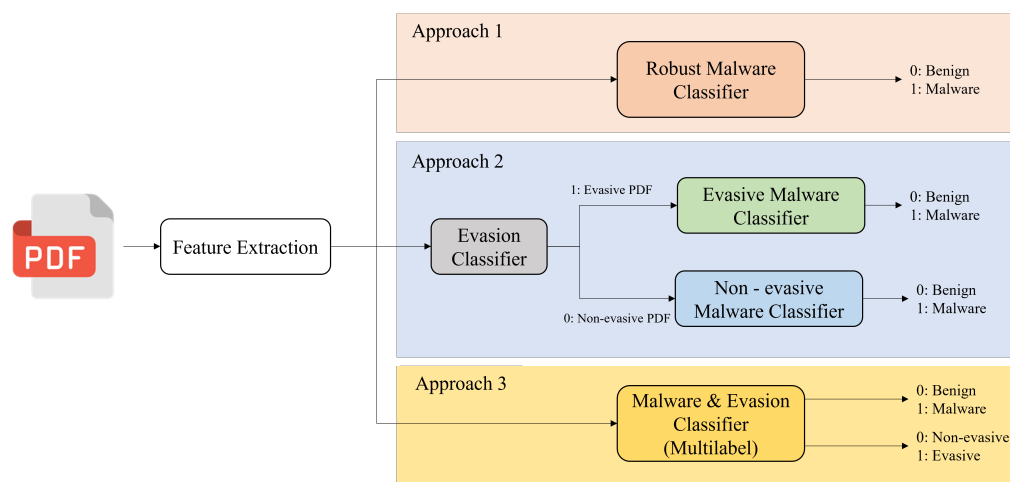 Approach 1
Robust Malware
Classifier
0: Benign
1: Malware
Approach 2
1: Evasive PDF
Evasive Malware
Classifier
0: Benign
1: Malware
PDF
Feature Extraction
Evasion
Classifier
Non - evasive
Malware Classifier
0: Benign
1: Malware
0: Non-evasive PDF
Approach 3
Malware & Evasion
Classifier
(Multilabel)
0: Benign
1: Malware
0: Non-evasive
1: Evasive